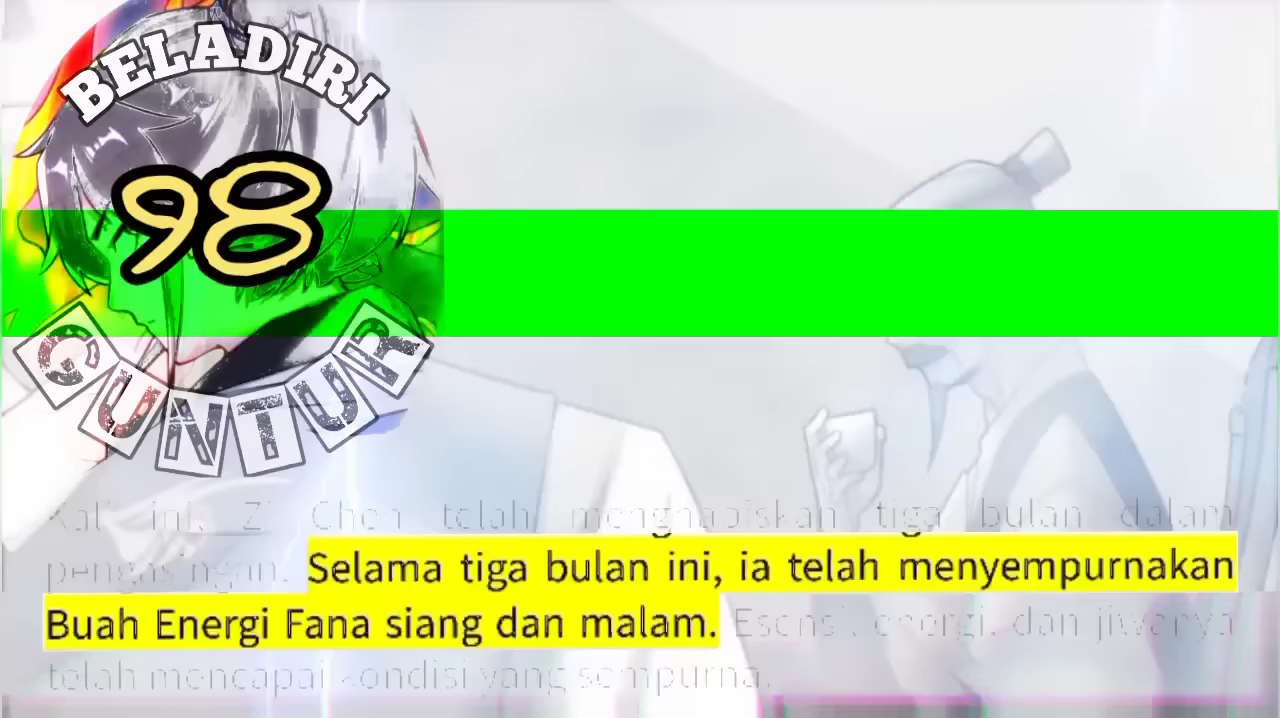 BELADIRI
98
GUNTUR
Kali ini, Zi Chen telah menghabiskan tiga bulan dalam
pengasingan. Selama tiga bulan ini, ia telah menyempurnakan
Buah Energi Fana siang dan malam. Esensi, energi, dan jiwanya
telah mencapai kondisi yang sempurna.